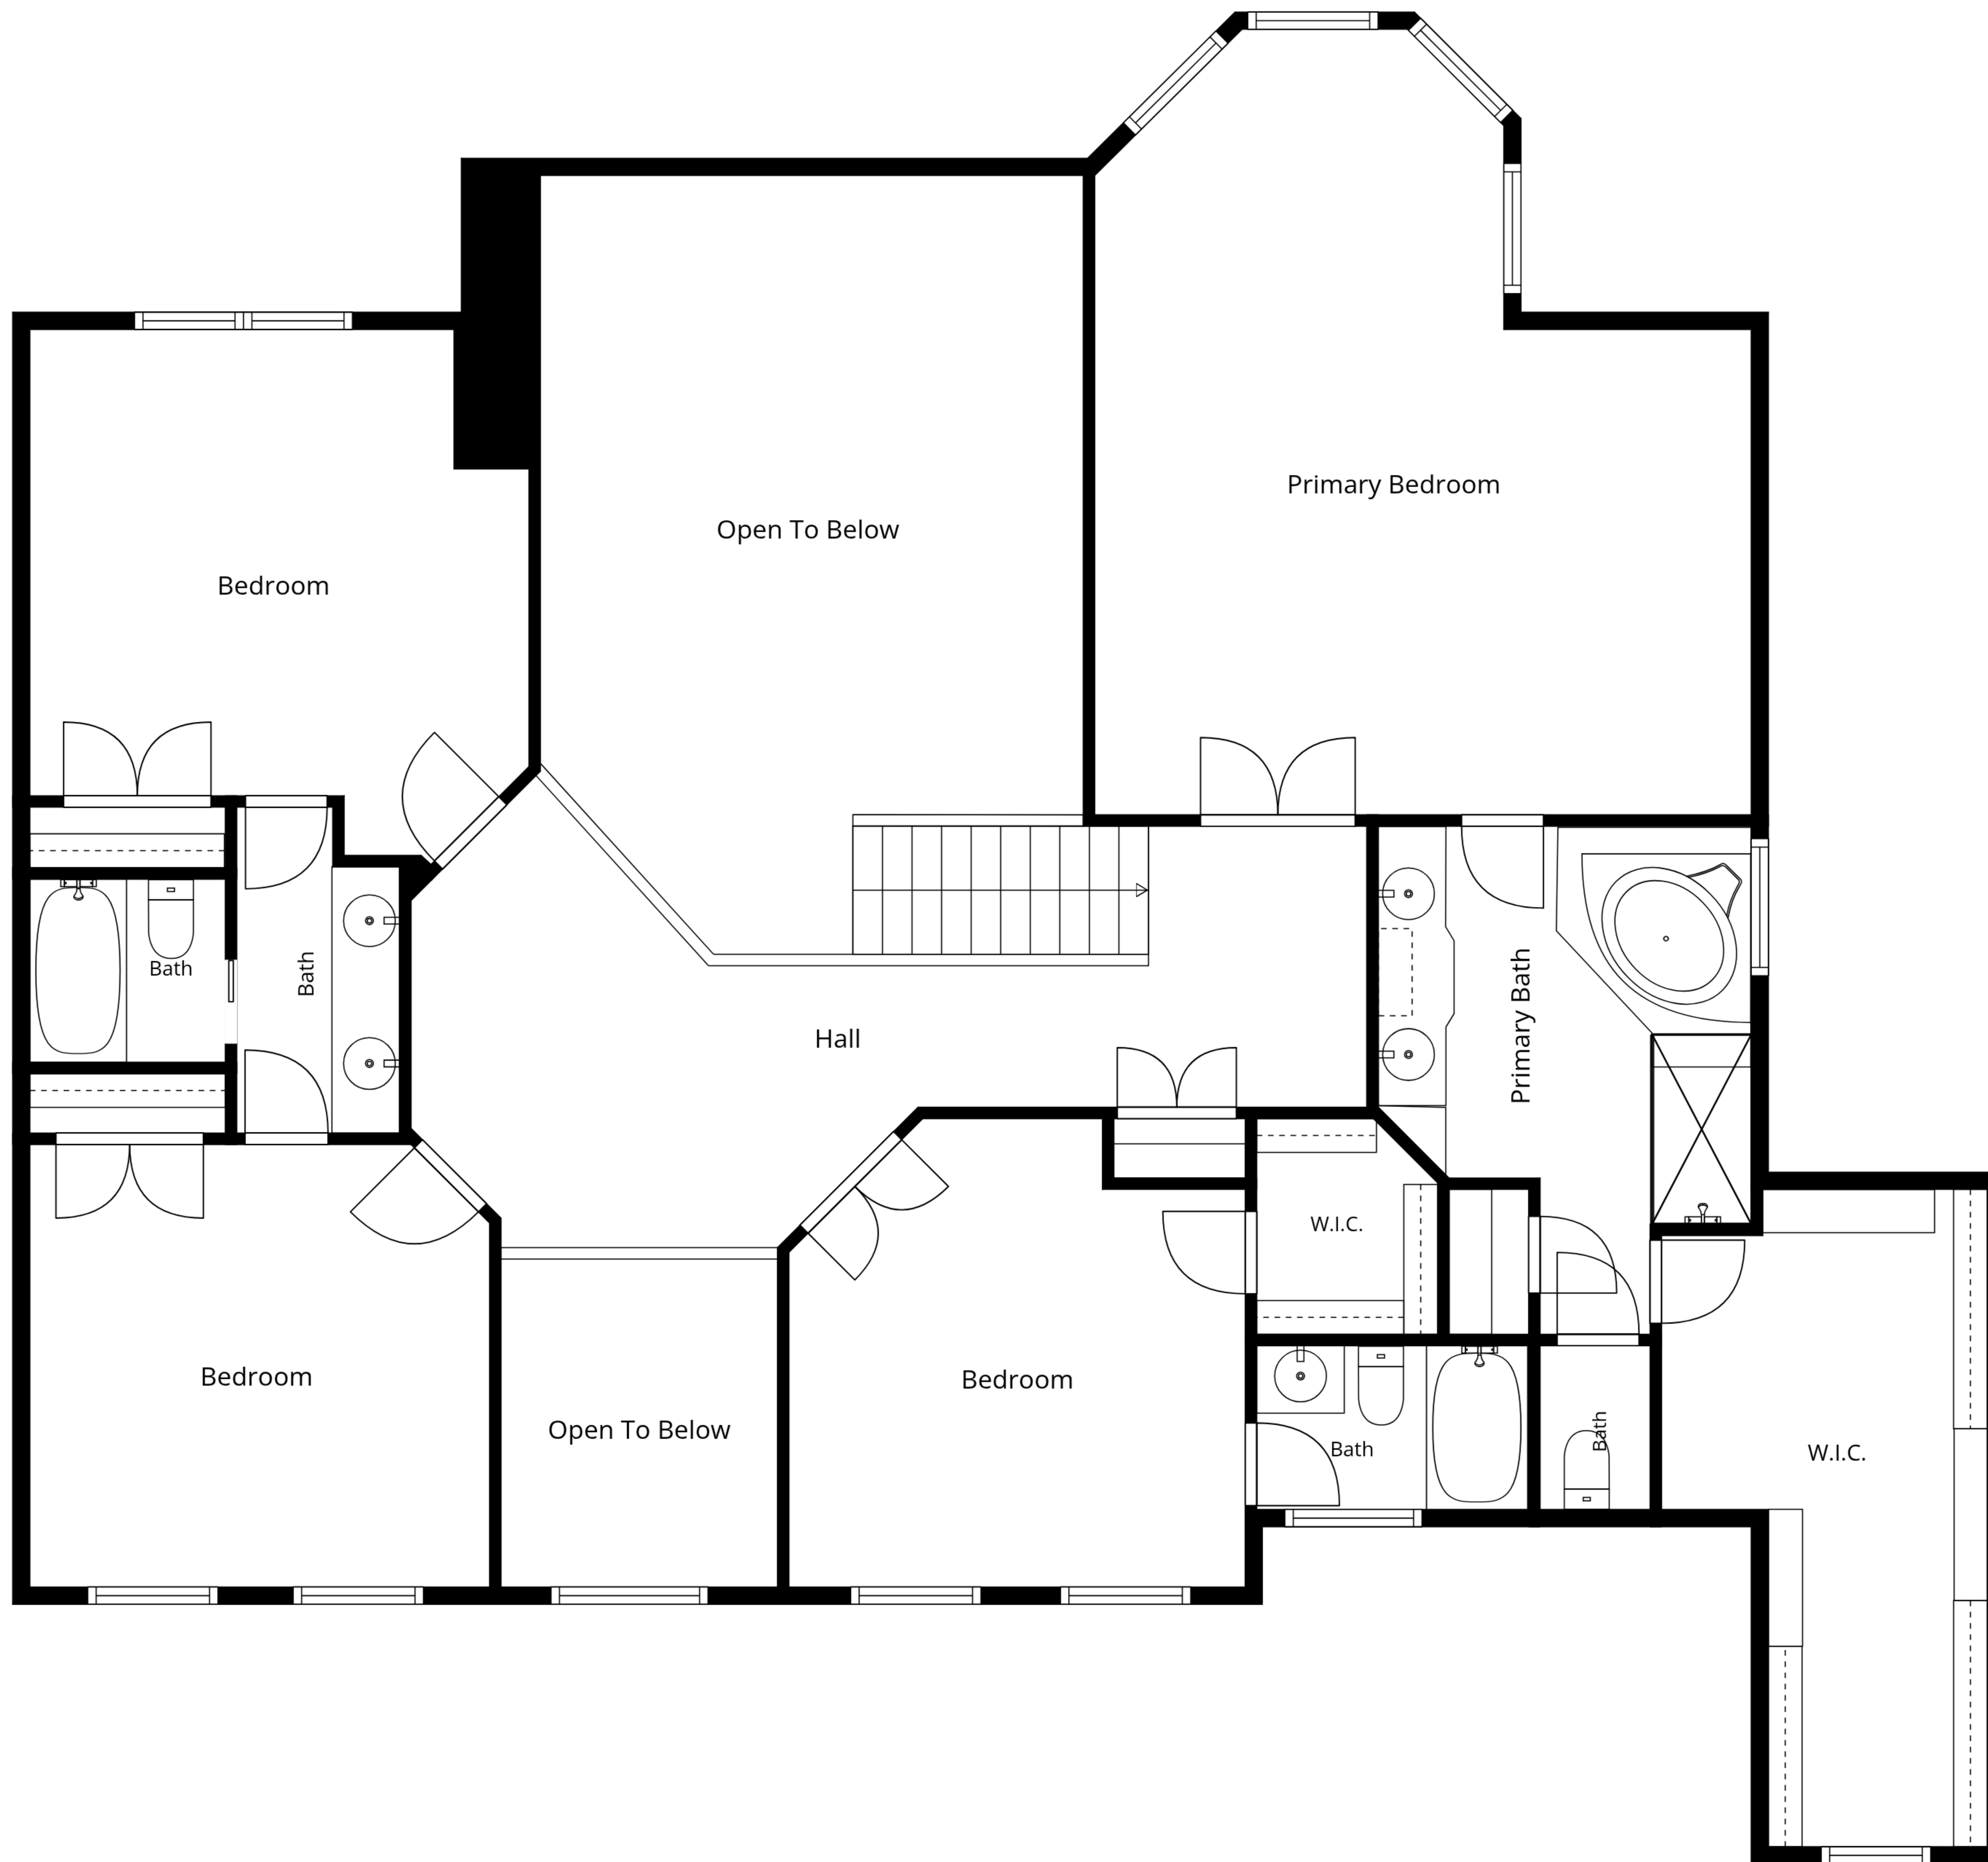 Primary Bedroom
Open To Below
Bedroom
Bath
Bath
Primary Bath
Hall
W.I.C.
Bedroom
Bedroom
Open To Below
Bath
Bath
W.I.C.